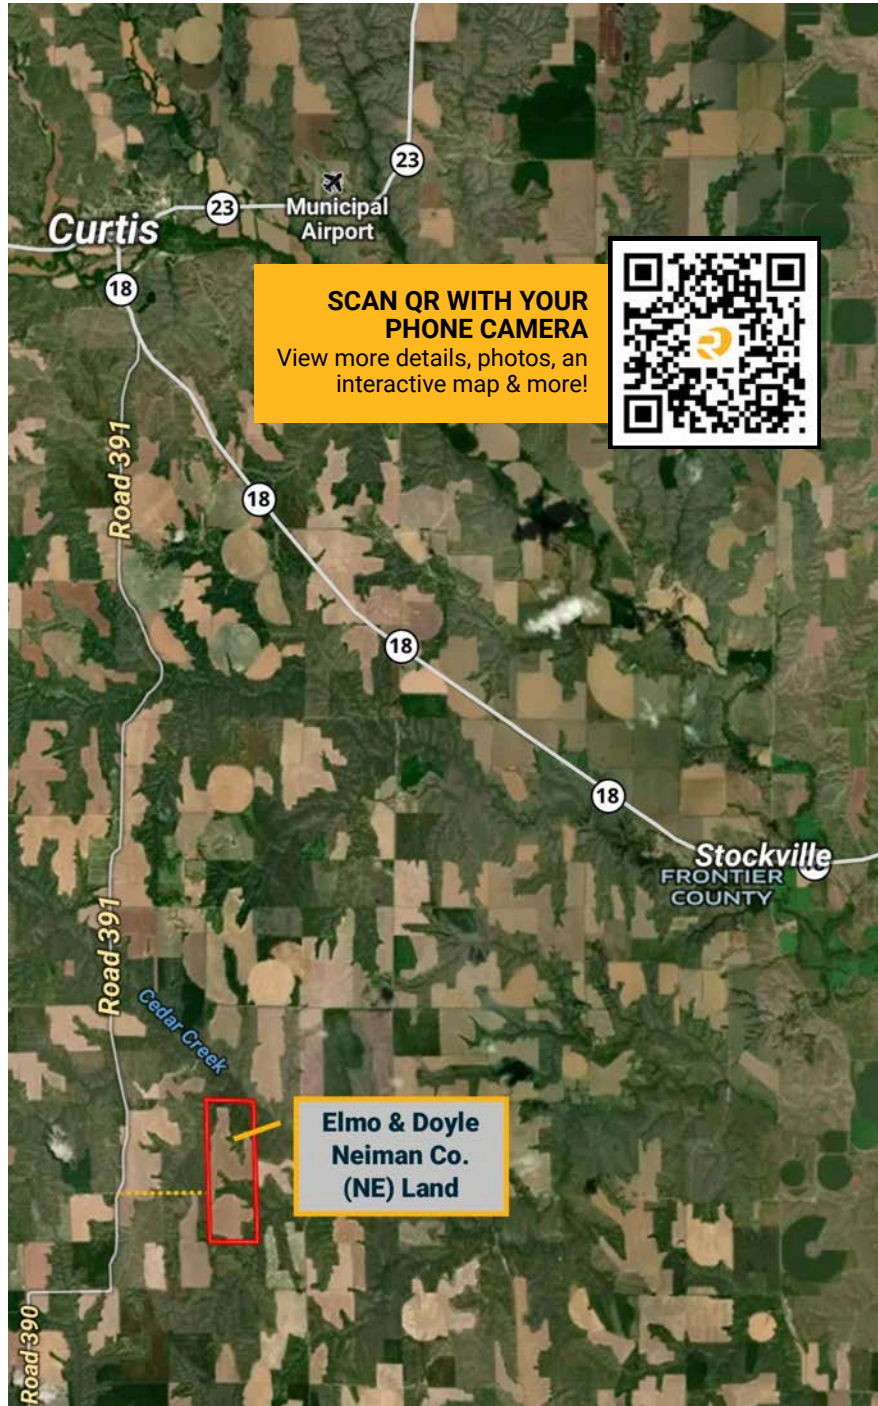 23
Curtis
23
Municipal
Airport
18
SCAN QR WITH YOUR
PHONE CAMERA
View more details, photos, an
interactive map & more!
Road 391
18
18
18
Stockville
FRONTIER
COUNTY
Road 391
Cedar Creek
Elmo & Doyle
Neiman Co.
(NE) Land
Road 390